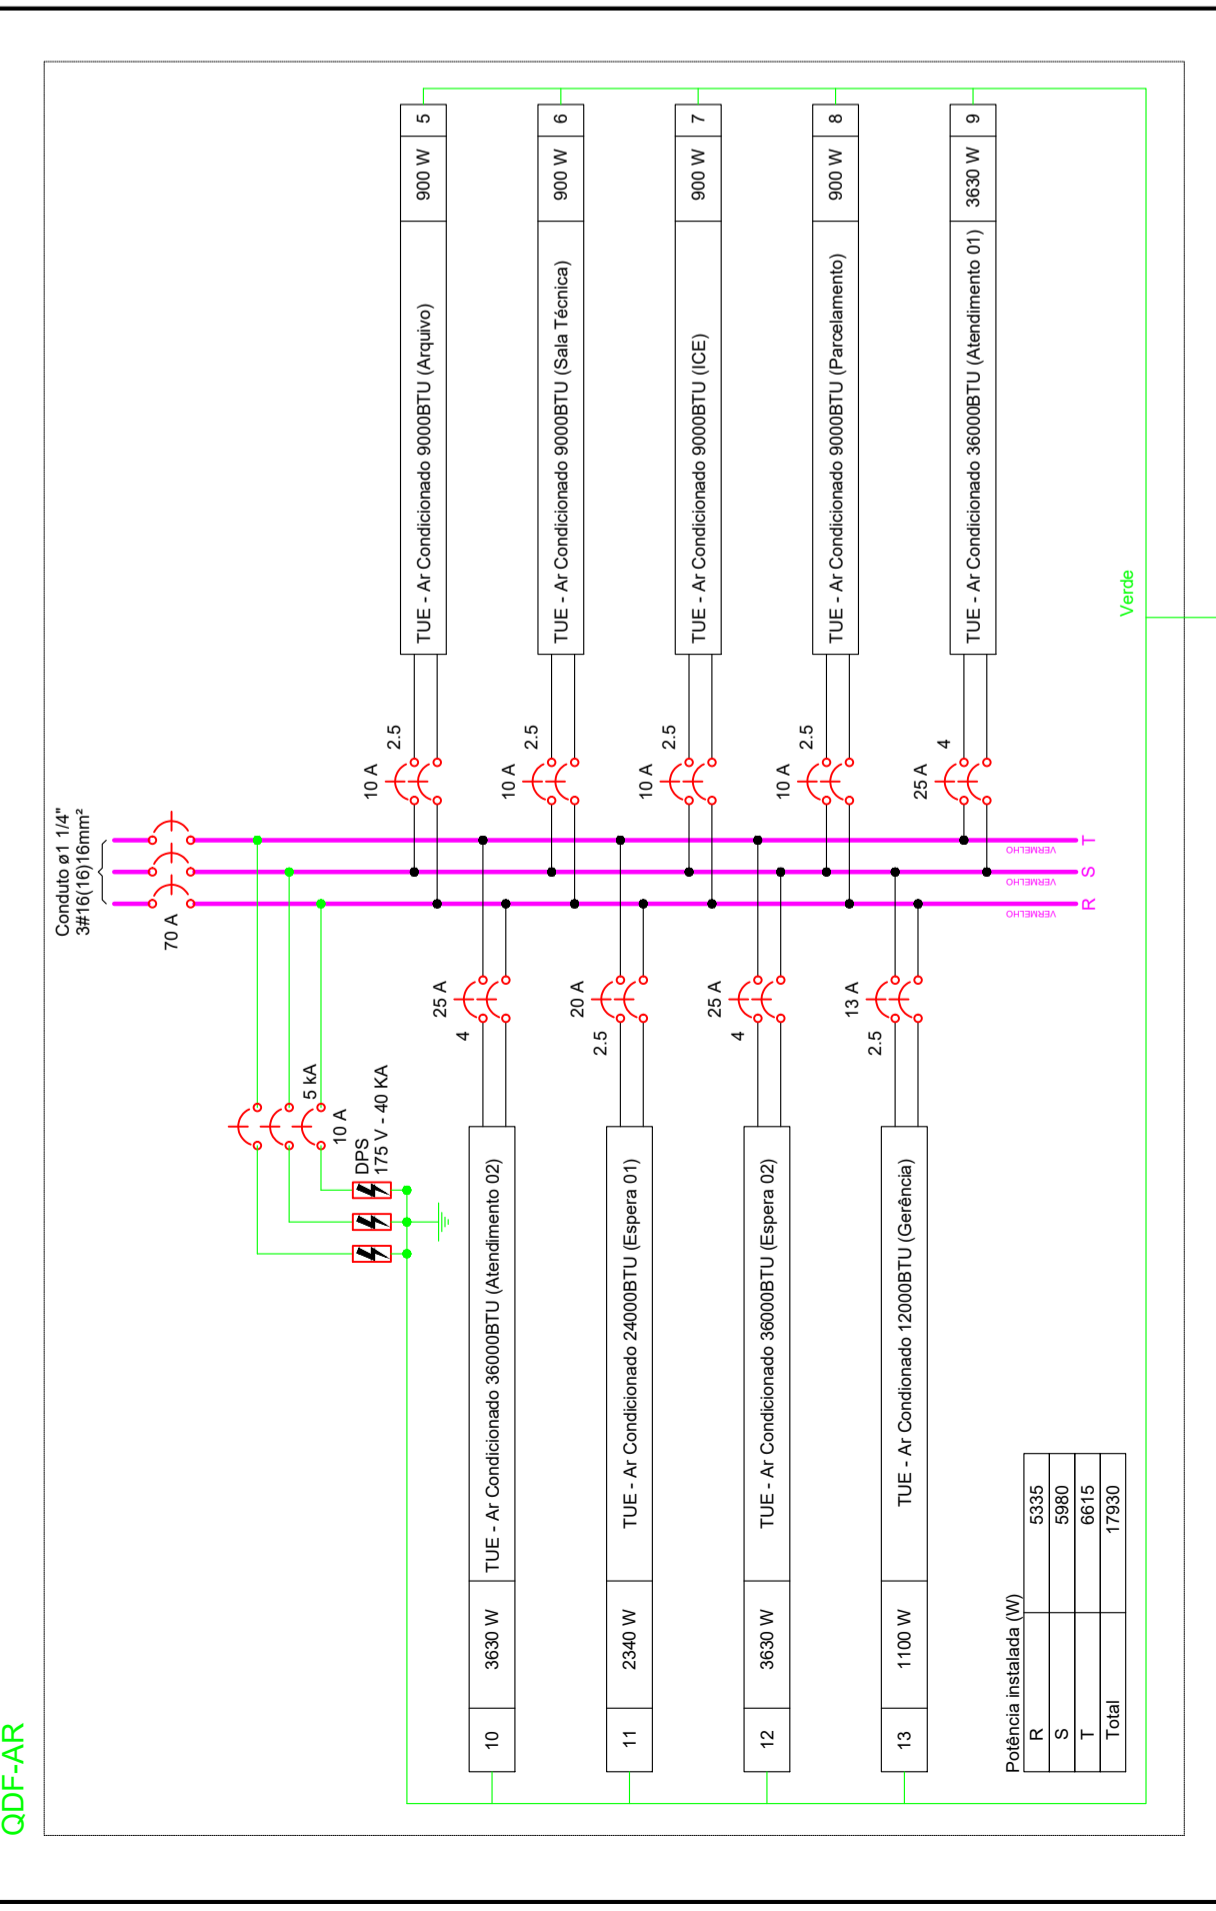 QDF-AR
Conduto ø1 1/4"
3#16(16)16mm²
70 A
5 kA
10 A
DPS
175 V - 40 KA
10 A
2.5
TUE - Ar Condicionado 9000BTU (Arquivo)
900 W
5
10 A
2.5
TUE - Ar Condicionado 9000BTU (Sala Técnica)
900 W
6
10 A
2.5
TUE - Ar Condicionado 9000BTU (ICE)
900 W
7
10 A
2.5
TUE - Ar Condicionado 9000BTU (Parcelamento)
900 W
8
25 A
4
TUE - Ar Condicionado 36000BTU (Atendimento 01)
3630 W
9
10
3630 W
TUE - Ar Condicionado 36000BTU (Atendimento 02)
25 A
4
11
2340 W
TUE - Ar Condicionado 24000BTU (Espera 01)
20 A
2.5
12
3630 W
TUE - Ar Condicionado 36000BTU (Espera 02)
25 A
4
13
1100 W
TUE - Ar Condionado 12000BTU (Gerência)
13 A
2.5
VERMELHO
T
VERMELHO
S
VERMELHO
R
Verde
Potência instalada (W)
R 5335
S 5980
T 6615
Total 17930